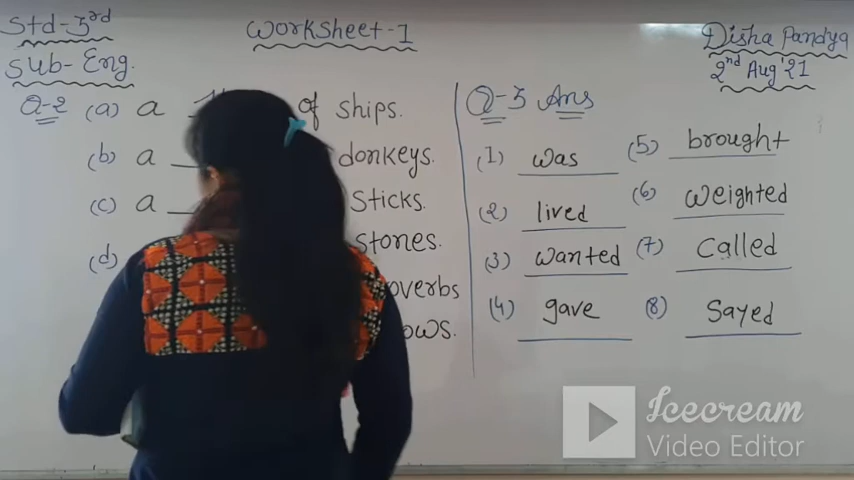 Std-3rd
Worksheet-1
Disha Pandya
Sub- Eng.
2nd Aug'21
Q-2 (a) a of ships.
(b) a donkeys.
(c) a sticks.
(d) stones.
overbs
ows.
Q-3 Ans
(1) was
(2) lived
(3) wanted
(4) gave
(5) brought
(6) weighted
(7) called
(8) Sayed
Icecream
Video Editor